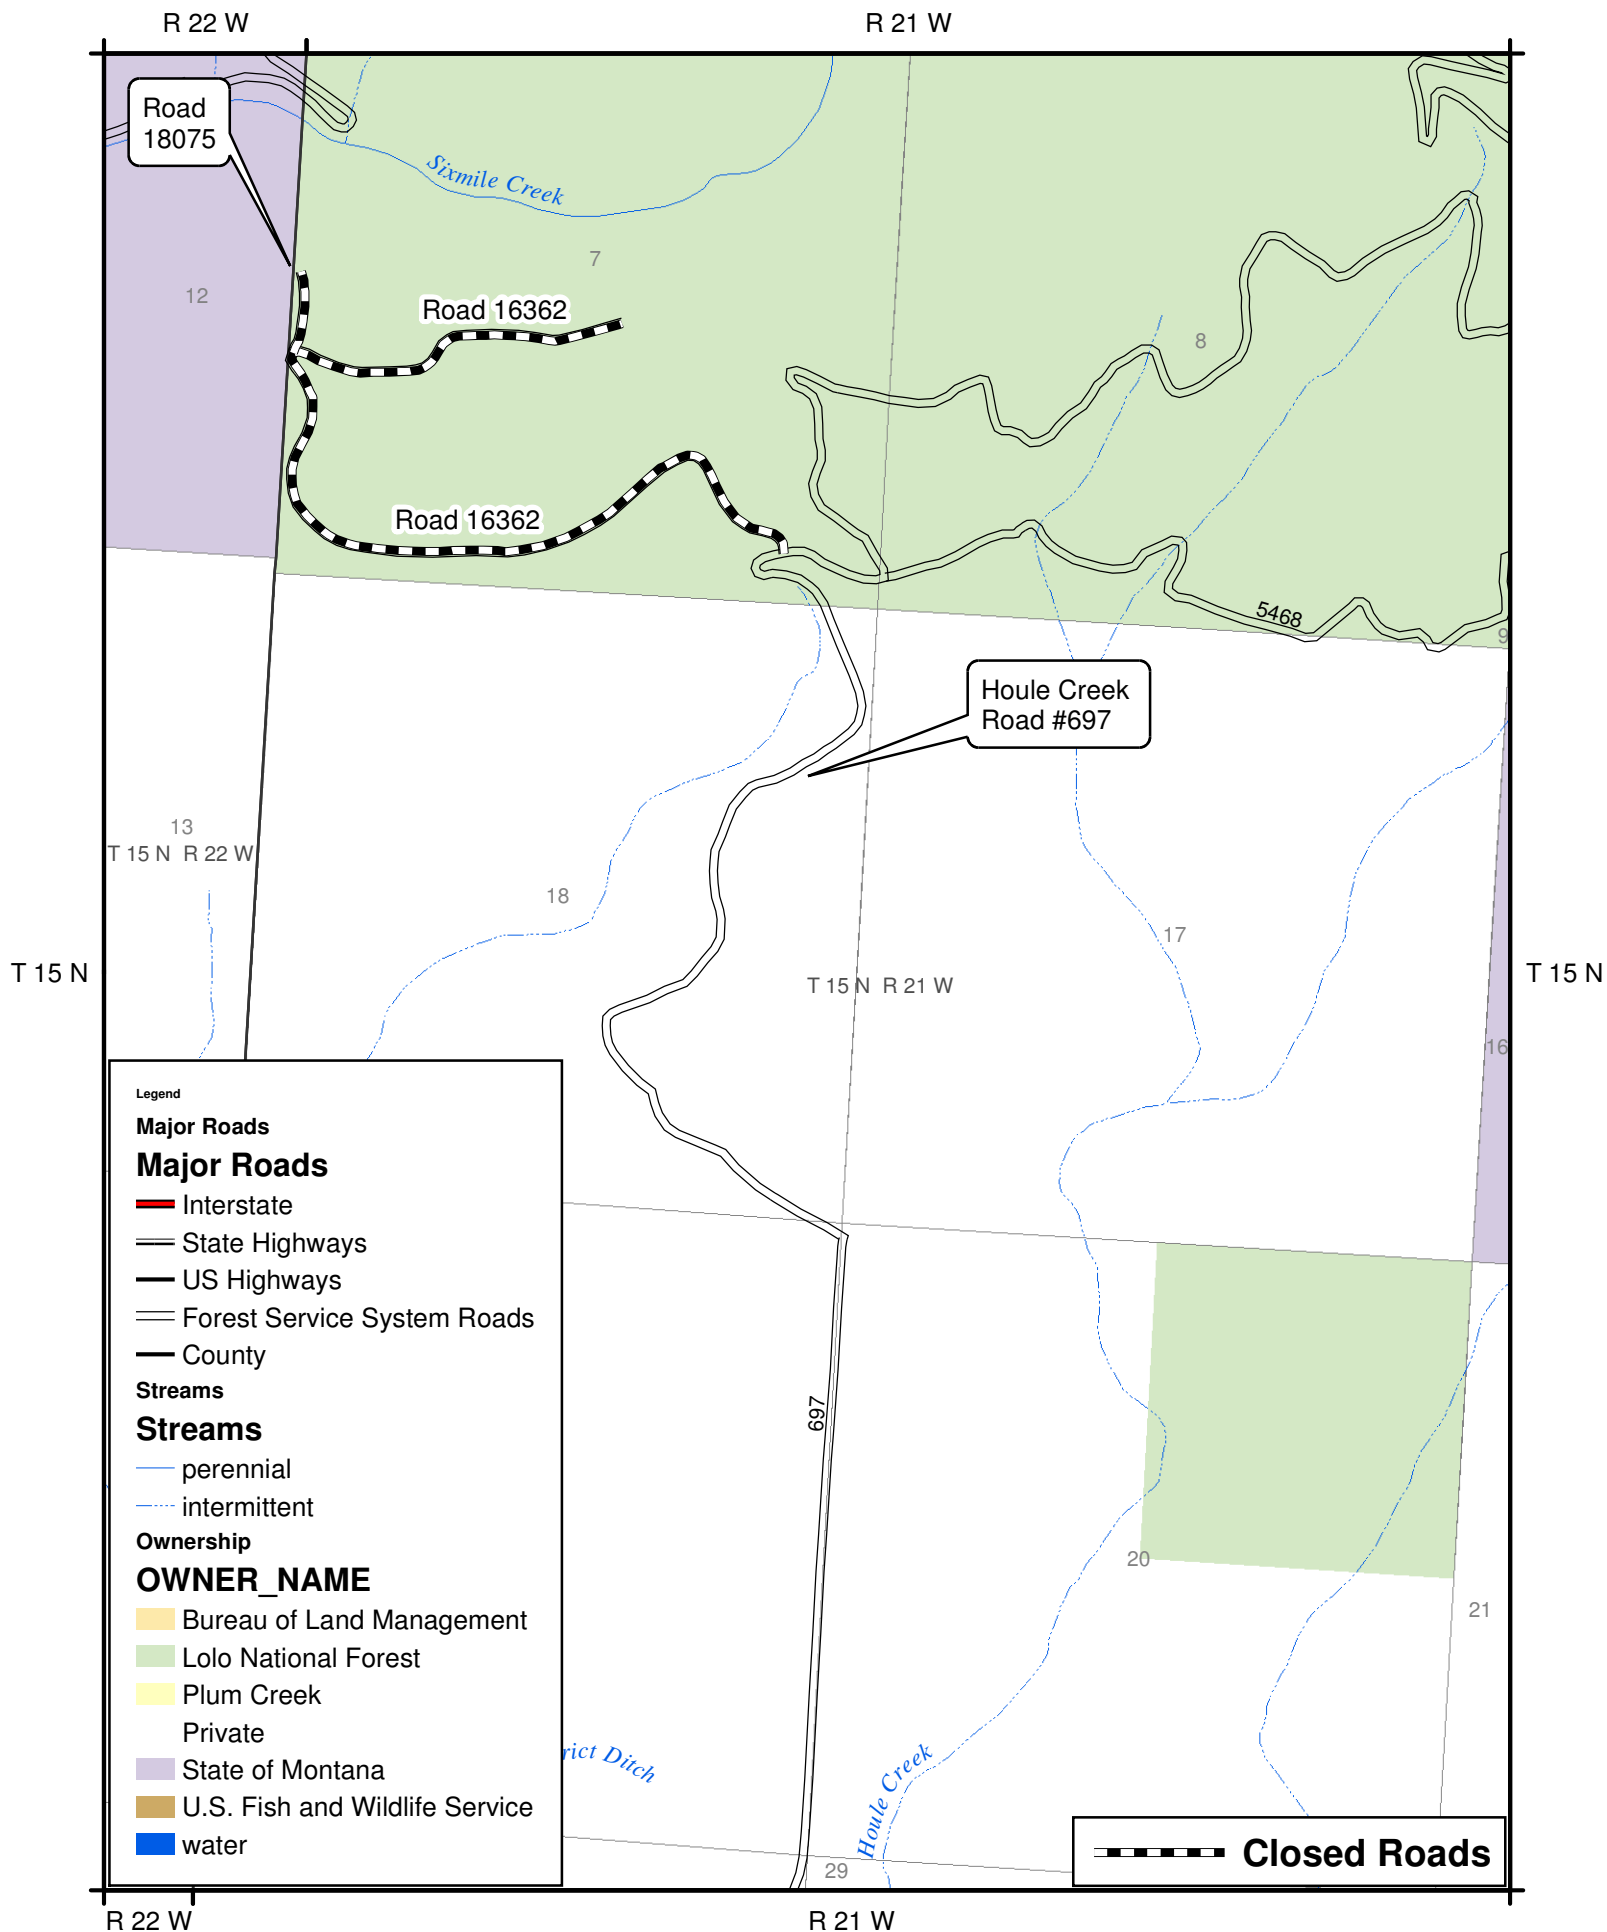 R 22 W
R 21 W
Road
18075
Sixmile Creek
7
12
Road 16362
8
Road 16362
5468
9
Houle Creek
Road #697
13
T 15 N R 22 W
18
17
T 15 N
T 15 N R 21 W
T 15 N
16
Legend
Major Roads
Major Roads
Interstate
State Highways
US Highways
Forest Service System Roads
County
Streams
Streams
perennial
intermittent
Ownership
OWNER_NAME
Bureau of Land Management
Lolo National Forest
Plum Creek
Private
State of Montana
U.S. Fish and Wildlife Service
water
697
20
21
rict Ditch
Houle Creek
29
Closed Roads
R 22 W
R 21 W